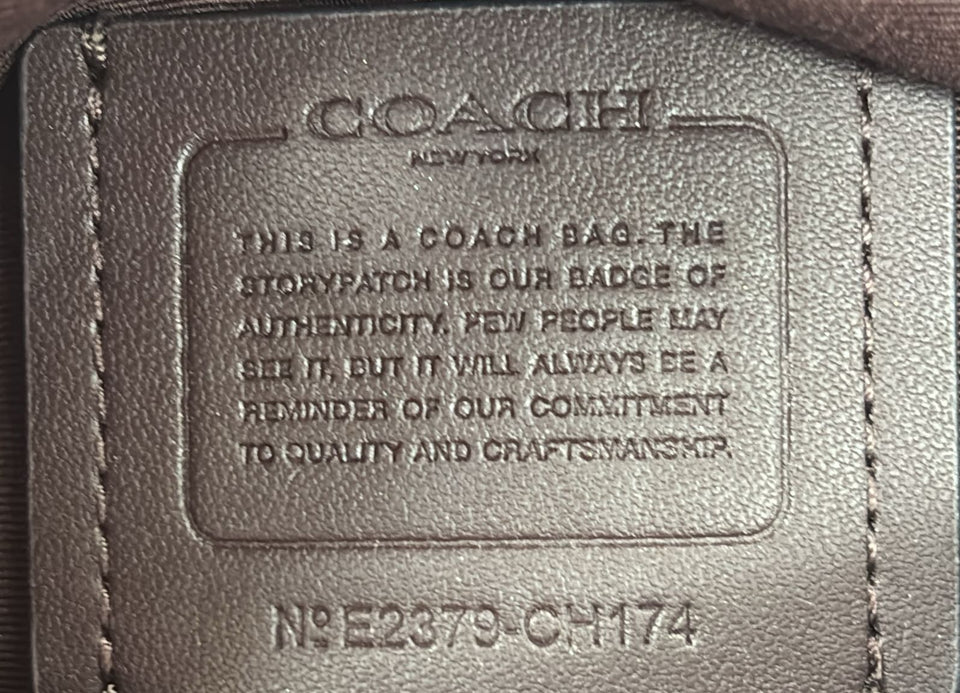 COACH
NEW YORK
THIS IS A COACH BAG. THE
STORYPATCH IS OUR BADGE OF
AUTHENTICITY. FEW PEOPLE MAY
SEE IT, BUT IT WILL ALWAYS BE A
REMINDER OF OUR COMMITMENT
TO QUALITY AND CRAFTSMANSHIP.
Nº E2379-CH174